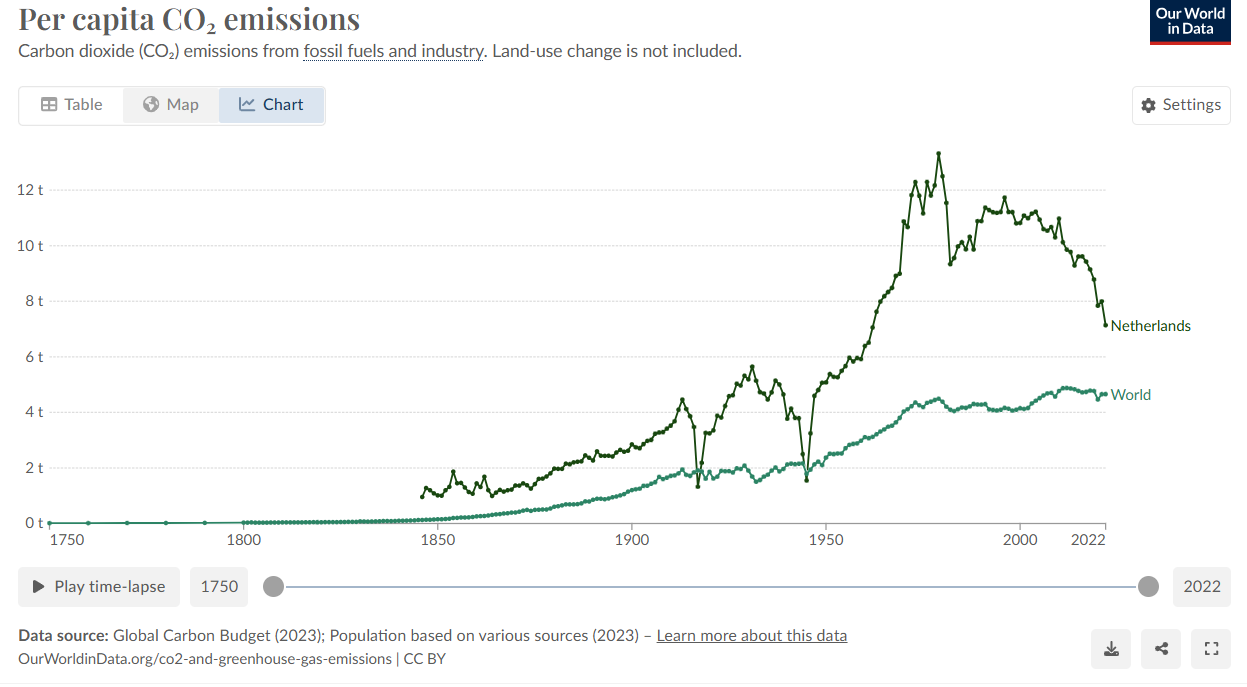 Per capita CO₂ emissions
Our World
in Data
Carbon dioxide (CO₂) emissions from fossil fuels and industry. Land-use change is not included.
Table
Map
Chart
Settings
12 t
10 t
8 t
6 t
4 t
2 t
0 t
Netherlands
World
1750
1800
1850
1900
1950
2000
2022
Play time-lapse
1750
2022
Data source: Global Carbon Budget (2023); Population based on various sources (2023) – Learn more about this data
OurWorldinData.org/co2-and-greenhouse-gas-emissions | CC BY